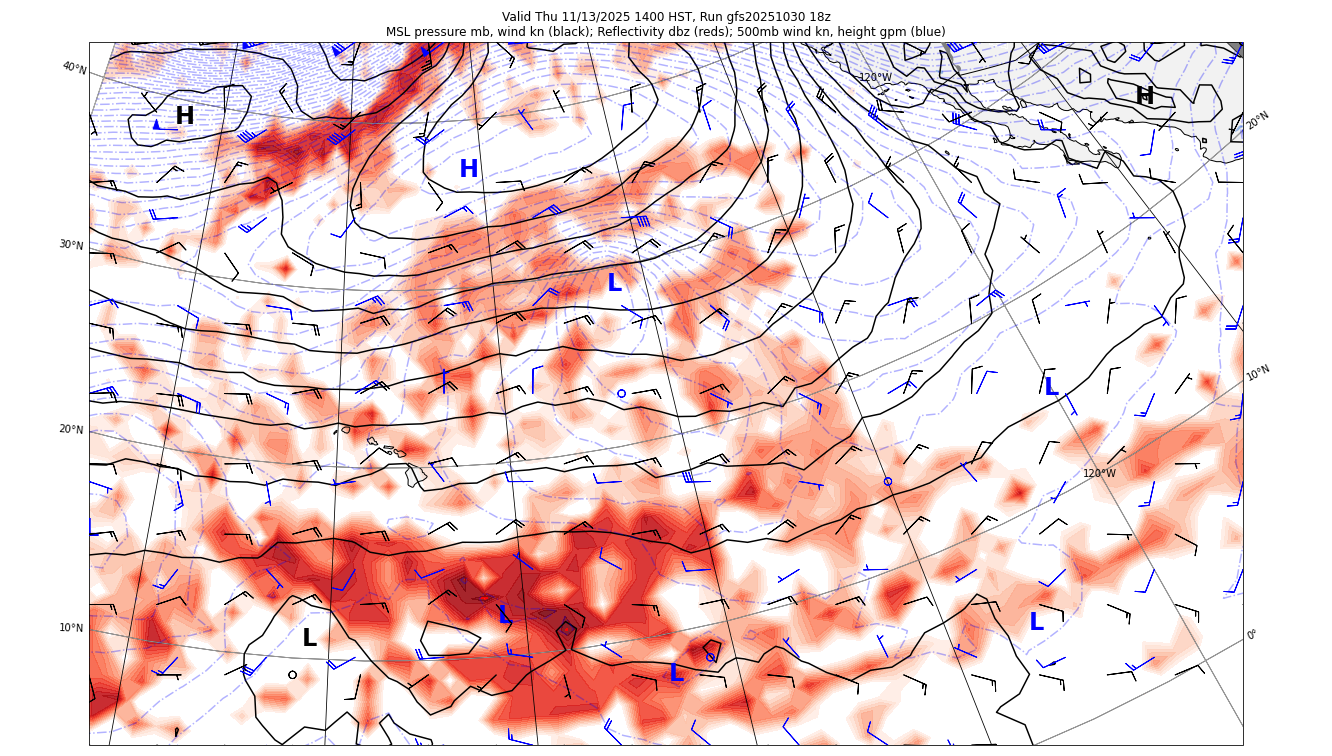 Valid Thu 11/13/2025 1400 HST, Run gfs20251030 18z
MSL pressure mb, wind kn (black); Reflectivity dbz (reds); 500mb wind kn, height gpm (blue)
40°N
120°W
H
H
20°N
H
30°N
L
10°N
L
20°N
120°W
L
L
10°N
L
0°
L